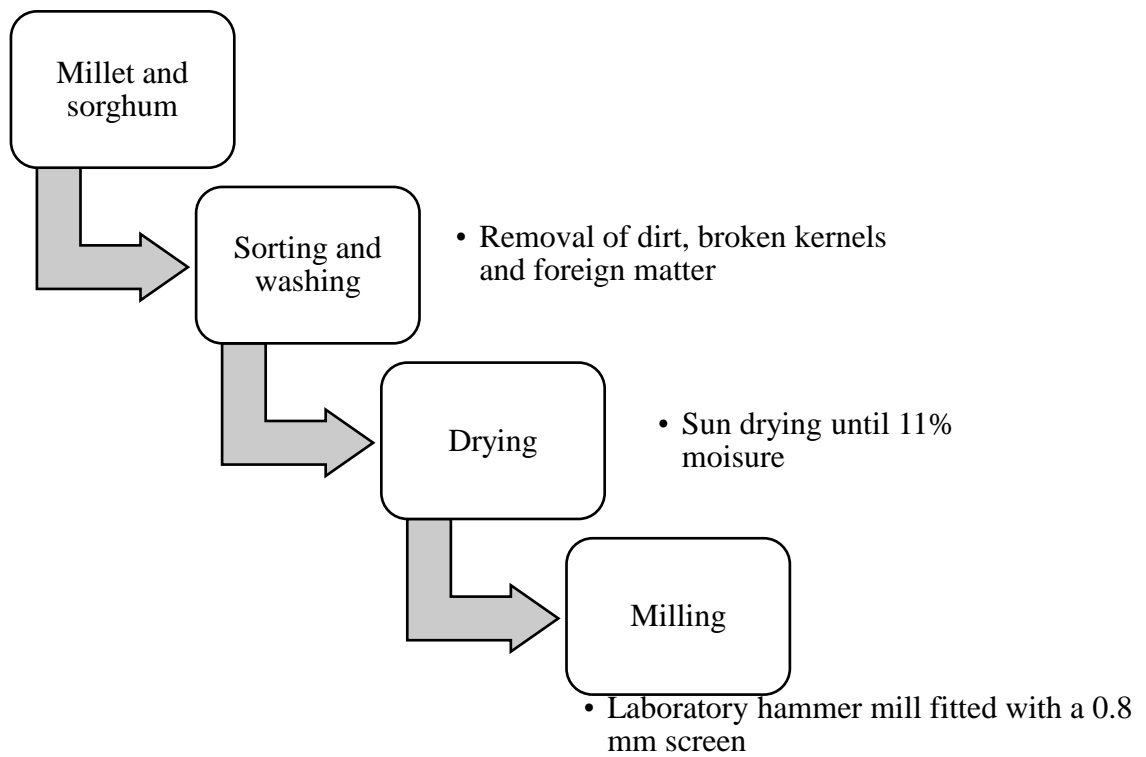 Millet and
sorghum
Sorting and
washing
• Removal of dirt, broken kernels
and foreign matter
Drying
• Sun drying until 11%
moisure
Milling
• Laboratory hammer mill fitted with a 0.8
mm screen